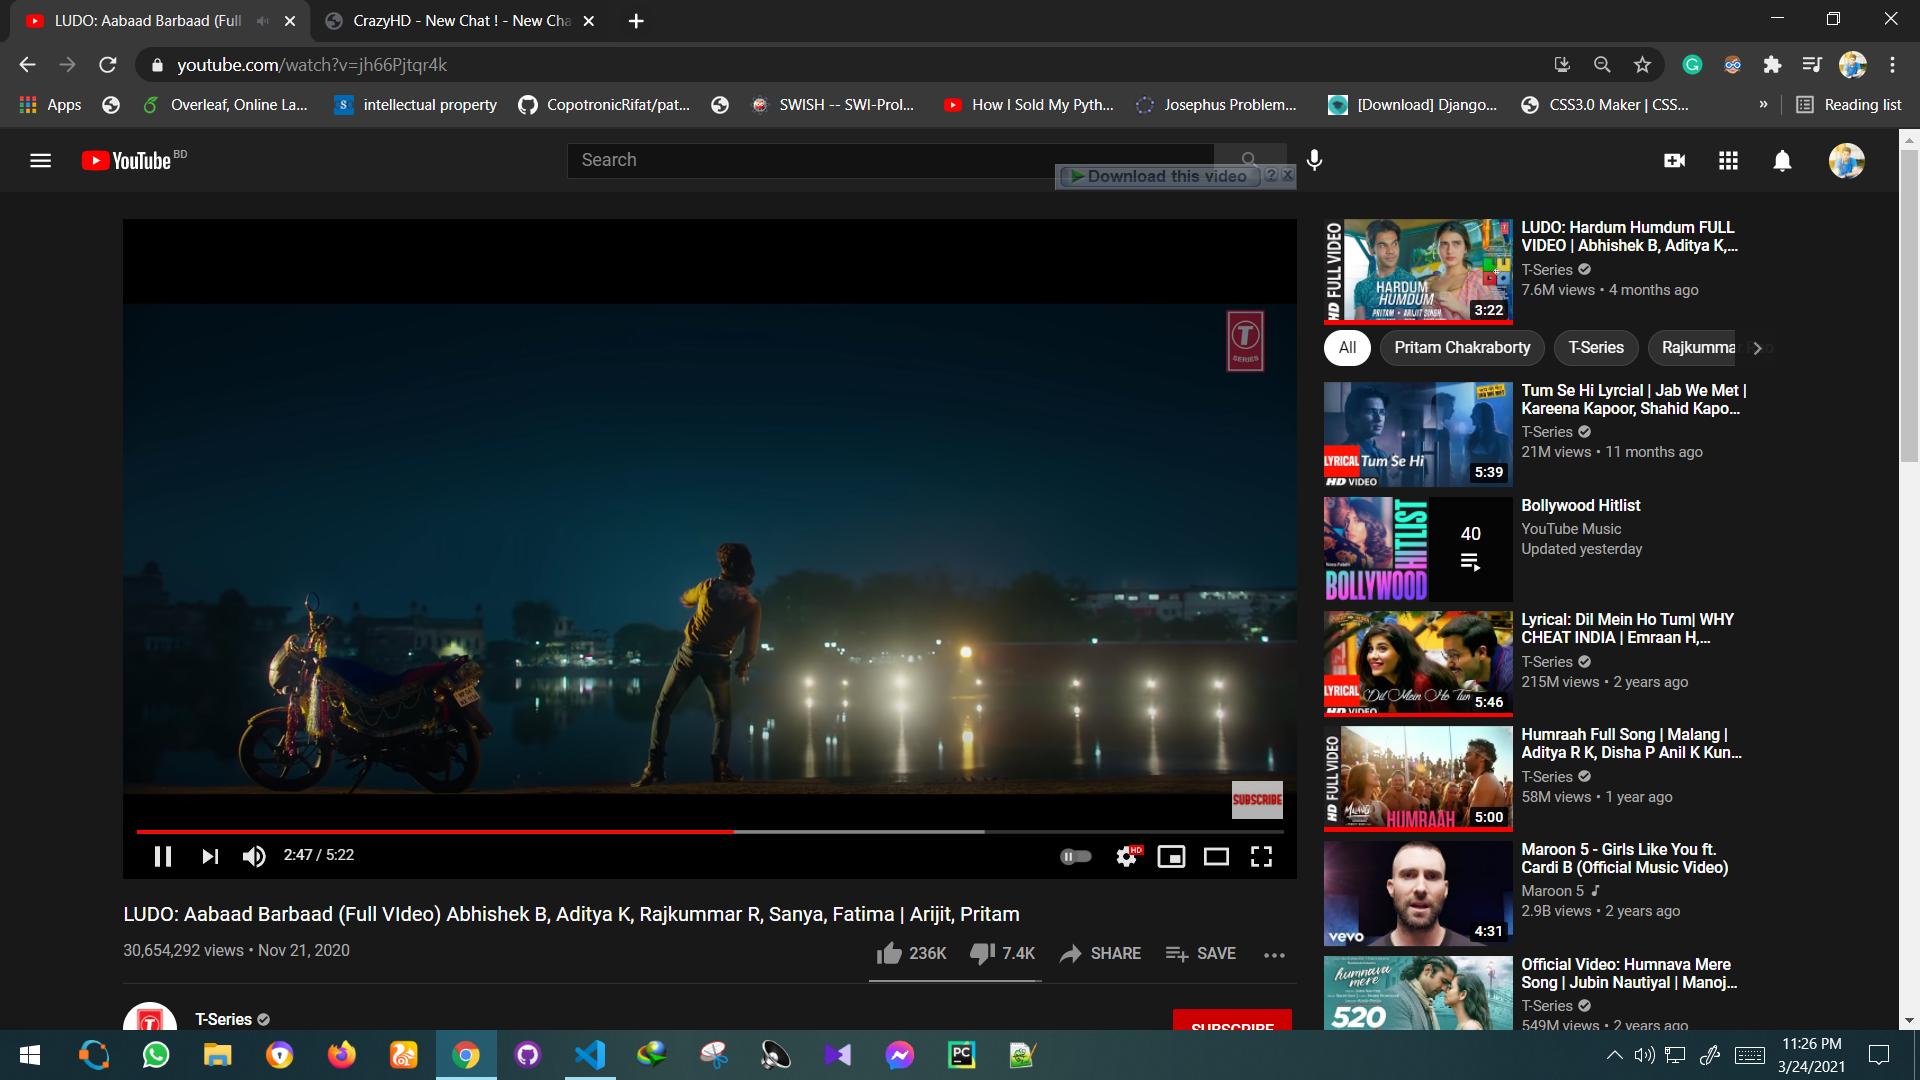 LUDO: Aabaad Barbaad (Full
CrazyHD - New Chat ! - New Cha
youtube.com/watch?v=jh66Pjtqr4k
Apps
Overleaf, Online La...
intellectual property
CopotronicRifat/pat...
SWISH -- SWI-Prol...
How I Sold My Pyth...
Josephus Problem...
[Download] Django...
CSS3.0 Maker | CSS...
»
Reading list
YouTube BD
Search
Download this video
T
SERIES
SUBSCRIBE
2:47 / 5:22
HD
LUDO: Aabaad Barbaad (Full VIdeo) Abhishek B, Aditya K, Rajkummar R, Sanya, Fatima | Arijit, Pritam
30,654,292 views • Nov 21, 2020
236K
7.4K
SHARE
SAVE
T-Series
SUBSCRIBE
HD FULL VIDEO
HARDUM
HUMDUM
PRITAM • ARIJIT SINGH
3:22
LUDO: Hardum Humdum FULL
VIDEO | Abhishek B, Aditya K,...
T-Series
7.6M views • 4 months ago
All
Pritam Chakraborty
T-Series
Rajkumma
LYRICAL Tum Se Hi
HD VIDEO
5:39
Tum Se Hi Lyrcial | Jab We Met |
Kareena Kapoor, Shahid Kapo...
T-Series
21M views • 11 months ago
BOLLYWOOD
HITLIST
40
Bollywood Hitlist
YouTube Music
Updated yesterday
LYRICAL Dil Mein Ho Tum
HD VIDEO
5:46
Lyrical: Dil Mein Ho Tum| WHY
CHEAT INDIA | Emraan H,...
T-Series
215M views • 2 years ago
HD FULL VIDEO
MALANG
HUMRAAH
5:00
Humraah Full Song | Malang |
Aditya R K, Disha P Anil K Kun...
T-Series
58M views • 1 year ago
vevo
4:31
Maroon 5 - Girls Like You ft.
Cardi B (Official Music Video)
Maroon 5
2.9B views • 2 years ago
humnava
mere
520
Official Video: Humnava Mere
Song | Jubin Nautiyal | Manoj...
T-Series
549M views • 2 years ago
11:26 PM
3/24/2021